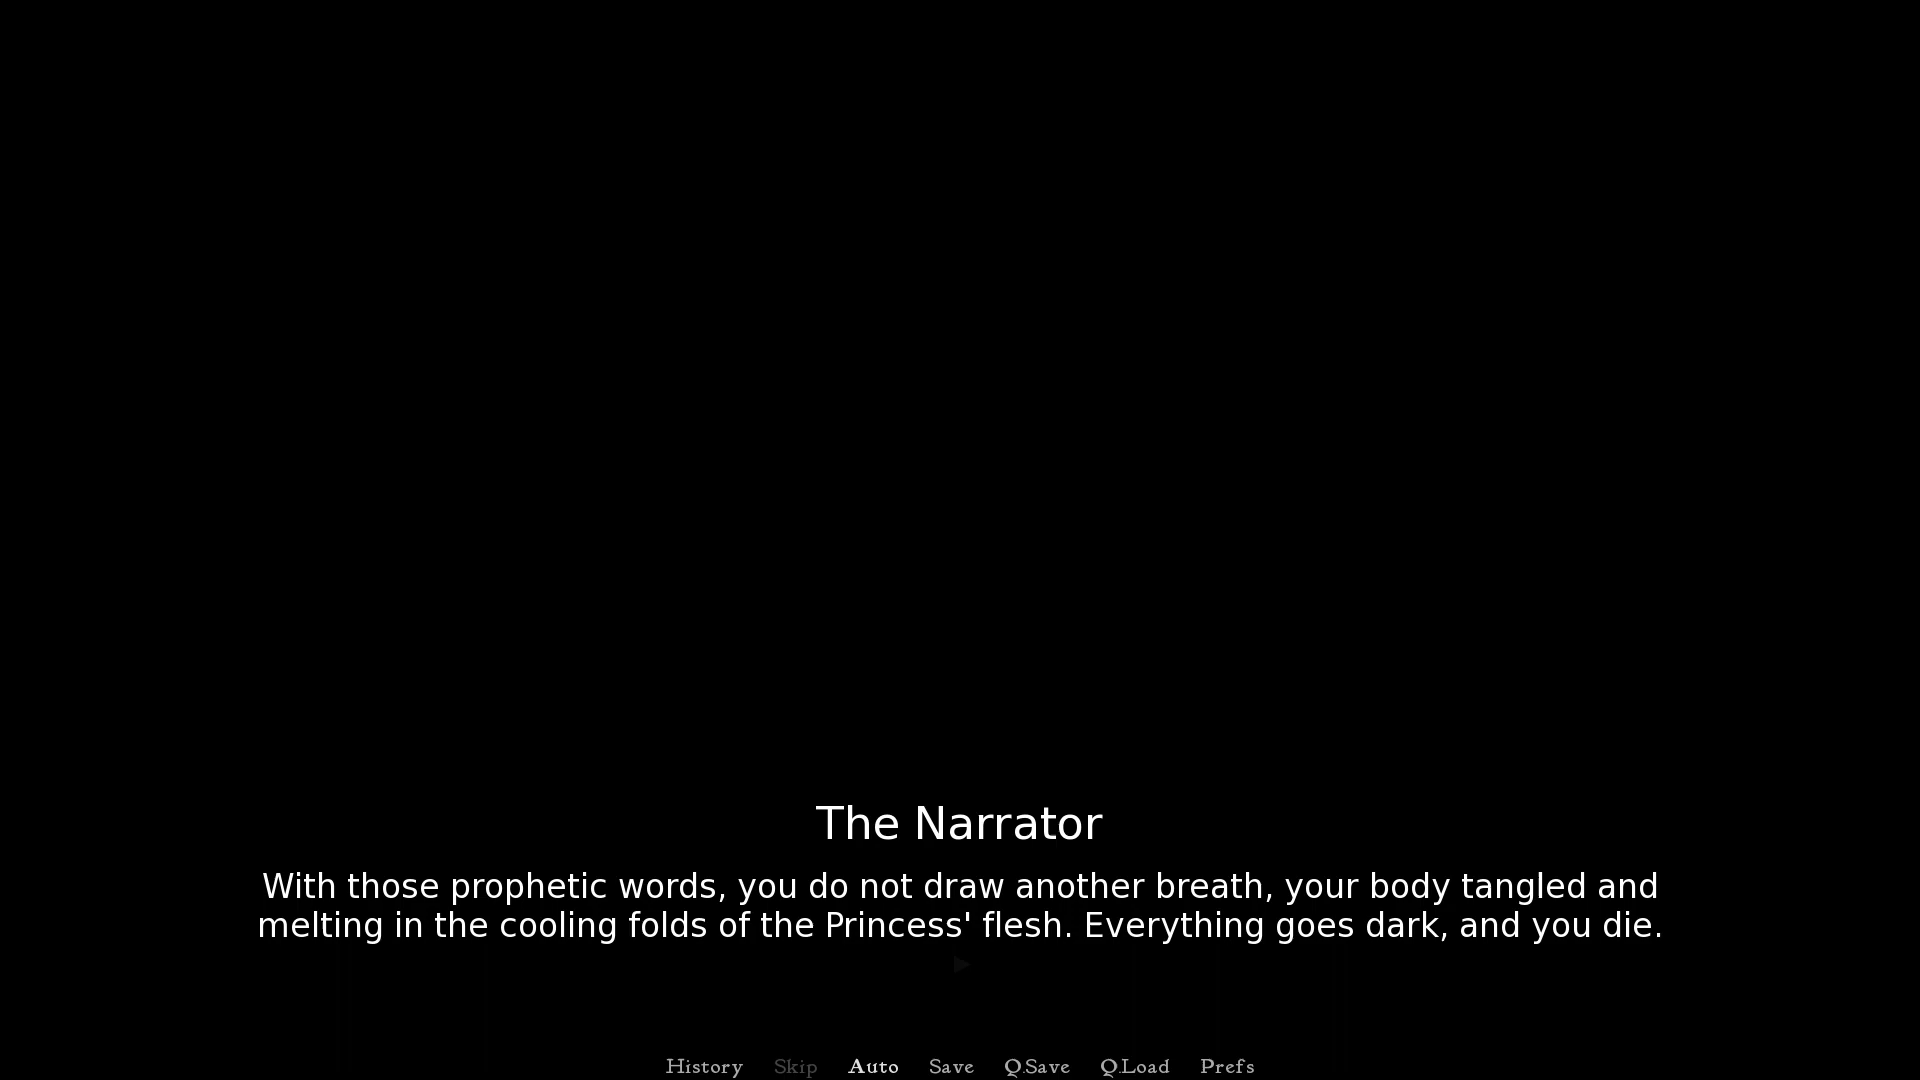 The Narrator
With those prophetic words, you do not draw another breath, your body tangled and
melting in the cooling folds of the Princess' flesh. Everything goes dark, and you die.
History Skip Auto Save Q.Save Q.Load Prefs